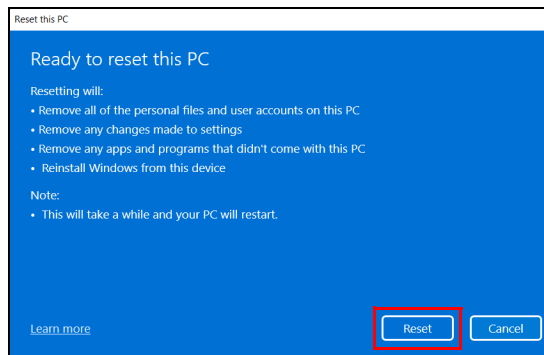 Reset this PC
Ready to reset this PC
Resetting will:
• Remove all of the personal files and user accounts on this PC
• Remove any changes made to settings
• Remove any apps and programs that didn't come with this PC
• Reinstall Windows from this device
Note:
• This will take a while and your PC will restart.
Learn more
Reset
Cancel